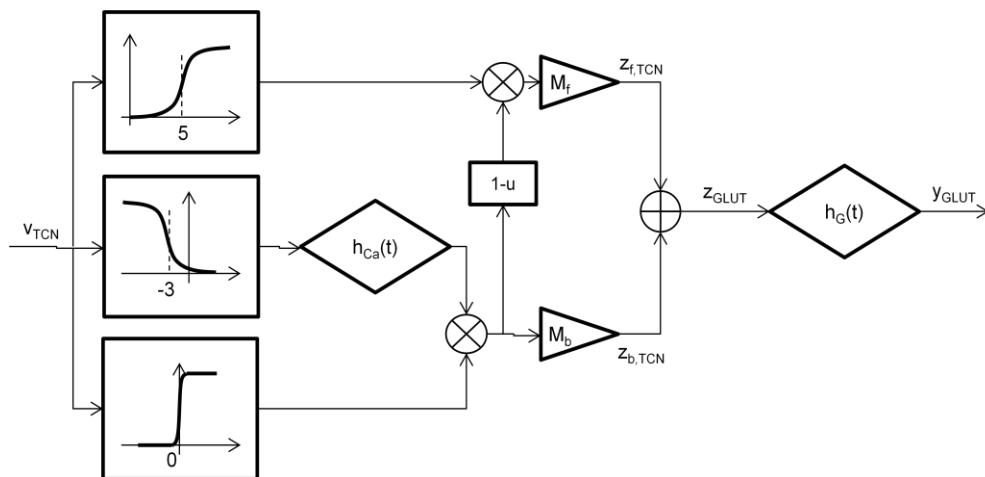 5
v_TCN
-3
h_Ca(t)
0
1-u
M_f
z_f,TCN
M_b
z_b,TCN
z_GLUT
h_G(t)
y_GLUT